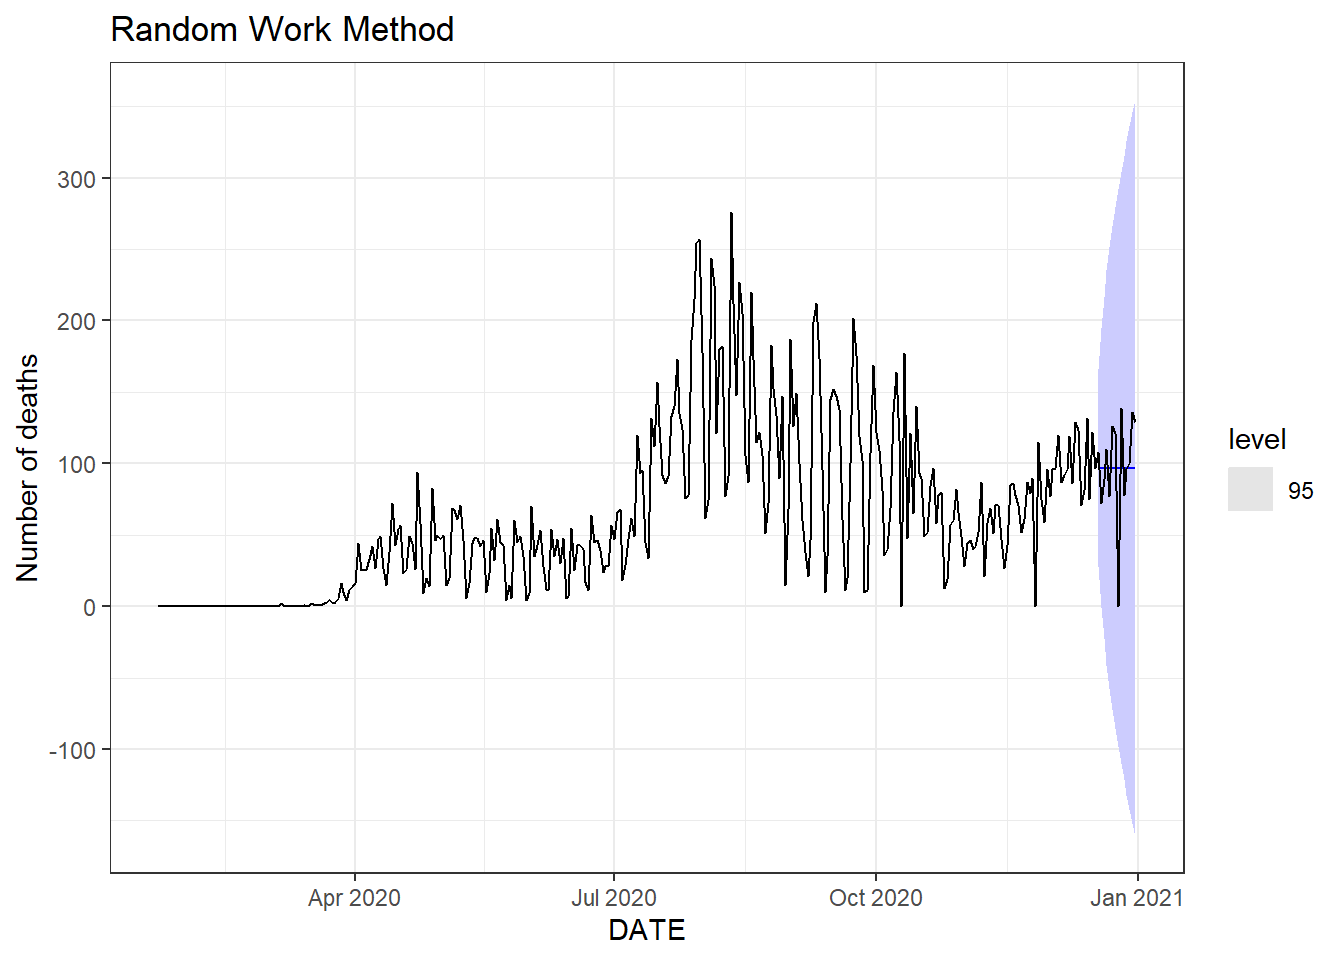 Random Work Method
Number of deaths
300
200
100
0
-100
Apr 2020
Jul 2020
Oct 2020
Jan 2021
DATE
level
95